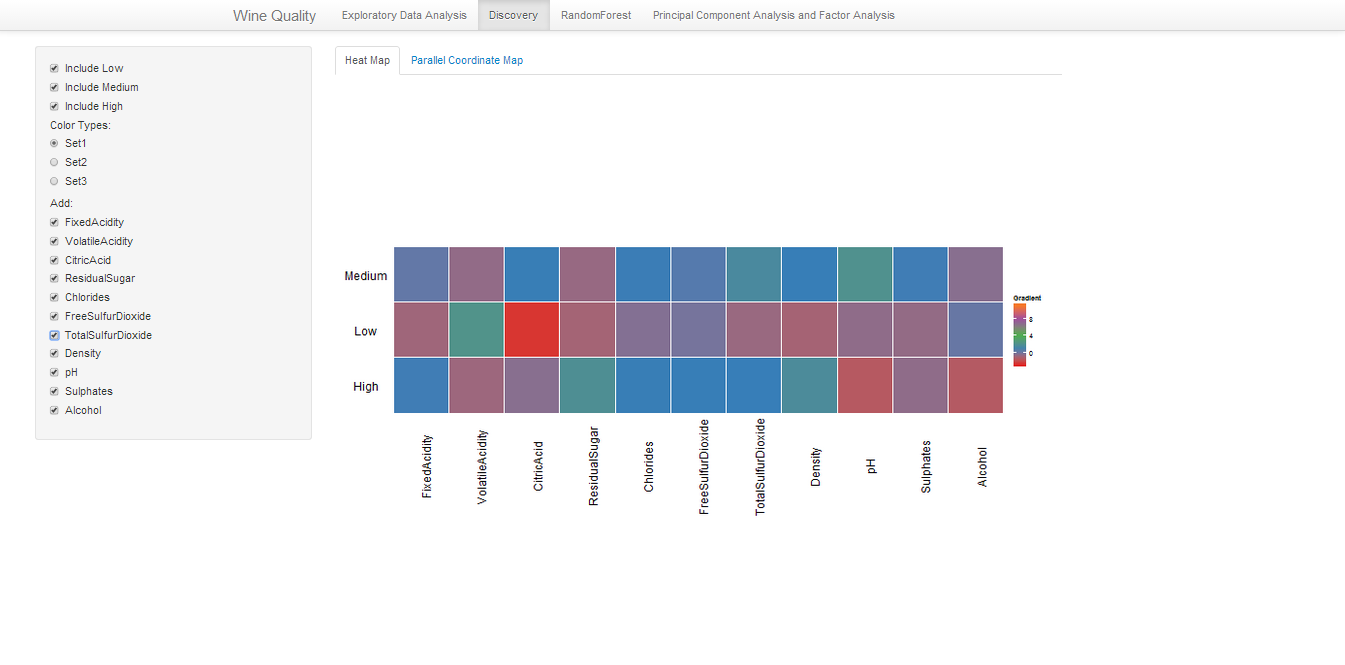 Wine Quality Exploratory Data Analysis Discovery RandomForest Principal Component Analysis and Factor Analysis
Include Low
Include Medium
Include High
Color Types:
Set1
Set2
Set3
Add:
FixedAcidity
VolatileAcidity
CitricAcid
ResidualSugar
Chlorides
FreeSulfurDioxide
TotalSulfurDioxide
Density
pH
Sulphates
Alcohol
Heat Map Parallel Coordinate Map
Medium
Low
High
FixedAcidity
VolatileAcidity
CitricAcid
ResidualSugar
Chlorides
FreeSulfurDioxide
TotalSulfurDioxide
Density
pH
Sulphates
Alcohol
Gradient
8
4
0